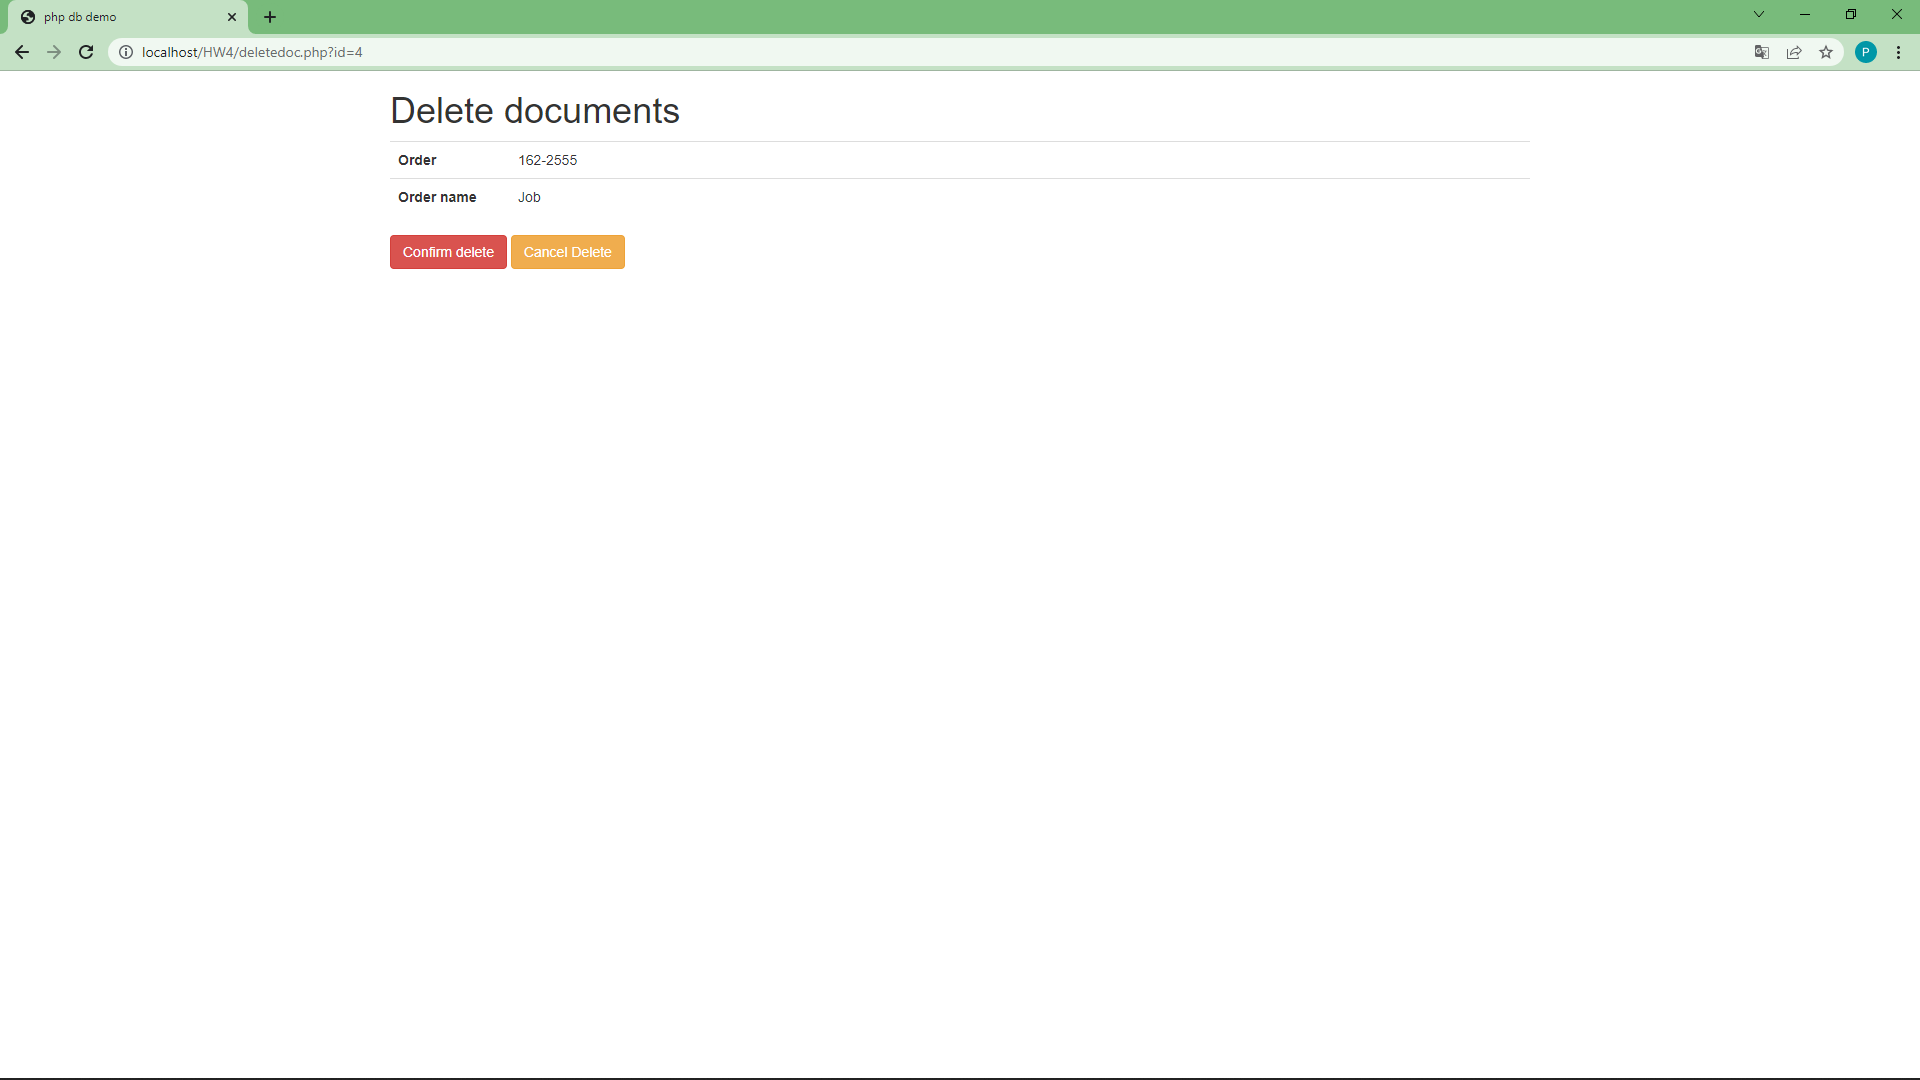 php db demo
localhost/HW4/deletedoc.php?id=4
P
Delete documents
Order 162-2555
Order name Job
Confirm delete Cancel Delete